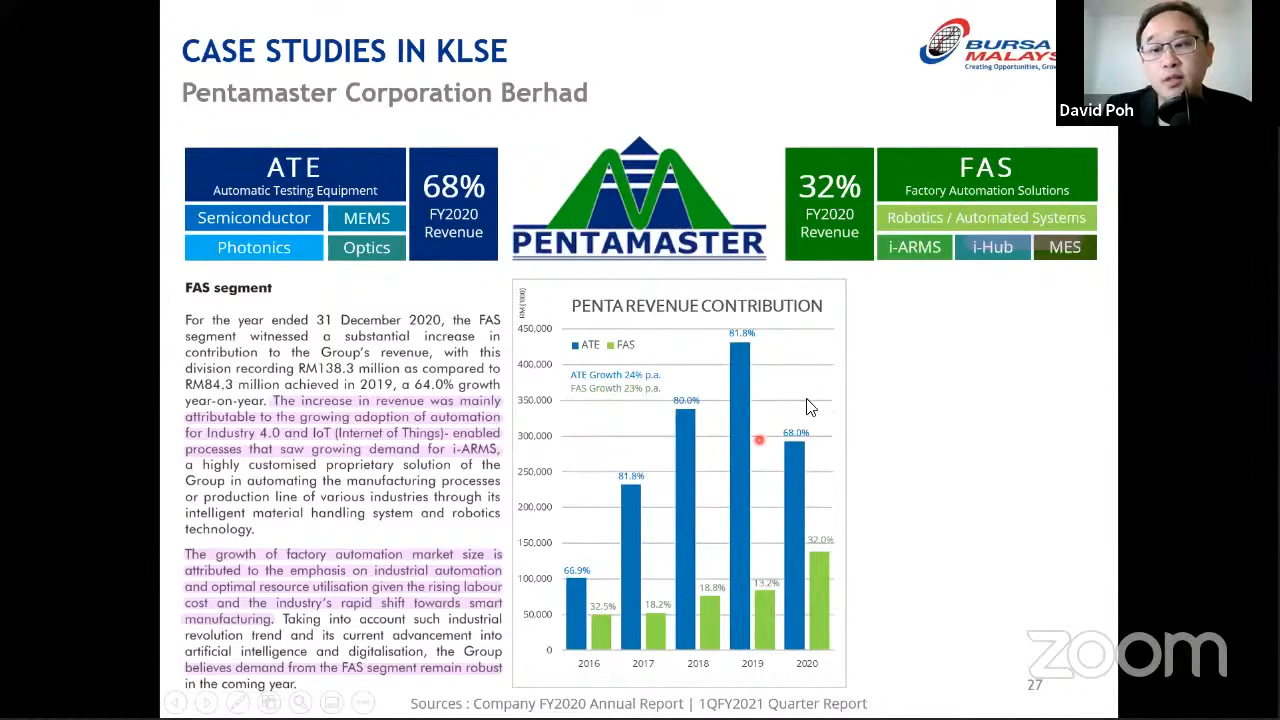 CASE STUDIES IN KLSE
Pentamaster Corporation Berhad
BURSA
MALAYS
Creating Opportunities, Grow
David Poh
ATE
Automatic Testing Equipment
Semiconductor
MEMS
Photonics
Optics
68%
FY2020
Revenue
PENTAMASTER
32%
FY2020
Revenue
FAS
Factory Automation Solutions
Robotics / Automated Systems
i-ARMS
i-Hub
MES
FAS segment
For the year ended 31 December 2020, the FAS
segment witnessed a substantial increase in
contribution to the Group's revenue, with this
division recording RM138.3 million as compared to
RM84.3 million achieved in 2019, a 64.0% growth
year-on-year. The increase in revenue was mainly
attributable to the growing adoption of automation
for Industry 4.0 and IoT (Internet of Things)- enabled
processes that saw growing demand for i-ARMS,
a highly customised proprietary solution of the
Group in automating the manufacturing processes
or production line of various industries through its
intelligent material handling system and robotics
technology.
The growth of factory automation market size is
attributed to the emphasis on industrial automation
and optimal resource utilisation given the rising labour
cost and the industry's rapid shift towards smart
manufacturing. Taking into account such industrial
revolution trend and its current advancement into
artificial intelligence and digitalisation, the Group
believes demand from the FAS segment remain robust
in the coming year.
RM ('000)
PENTA REVENUE CONTRIBUTION
ATE FAS
ATE Growth 24% p.a.
FAS Growth 23% p.a.
450,000
400,000
350,000
300,000
250,000
200,000
150,000
100,000
50,000
0
66.9%
32.5%
81.8%
18.2%
80.0%
18.8%
81.8%
13.2%
68.0%
32.0%
2016
2017
2018
2019
2020
zoom
27
Sources : Company FY2020 Annual Report | 1QFY2021 Quarter Report